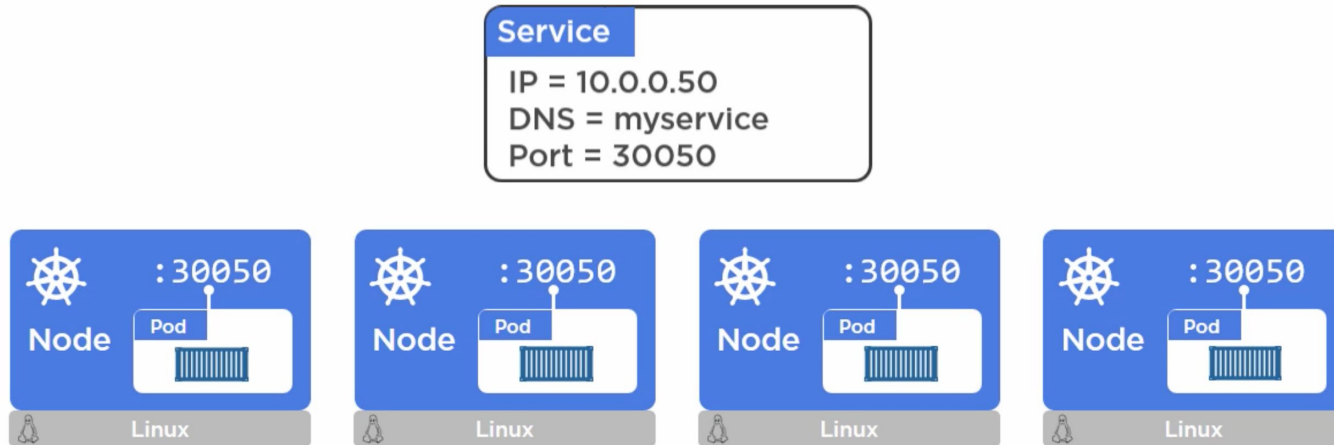 Service
IP = 10.0.0.50
DNS = myservice
Port = 30050
:30050
Pod
Node
Linux
:30050
Pod
Node
Linux
:30050
Pod
Node
Linux
:30050
Pod
Node
Linux